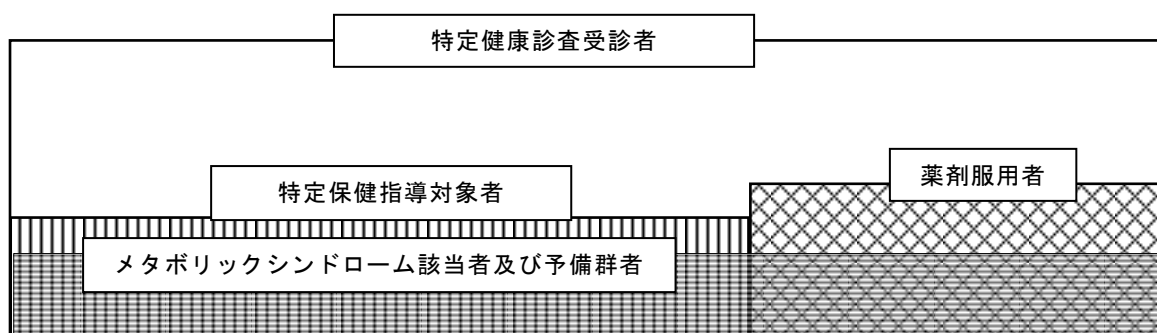 特定健康診査受診者
薬剤服用者
特定保健指導対象者
メタボリックシンドローム該当者及び予備群者